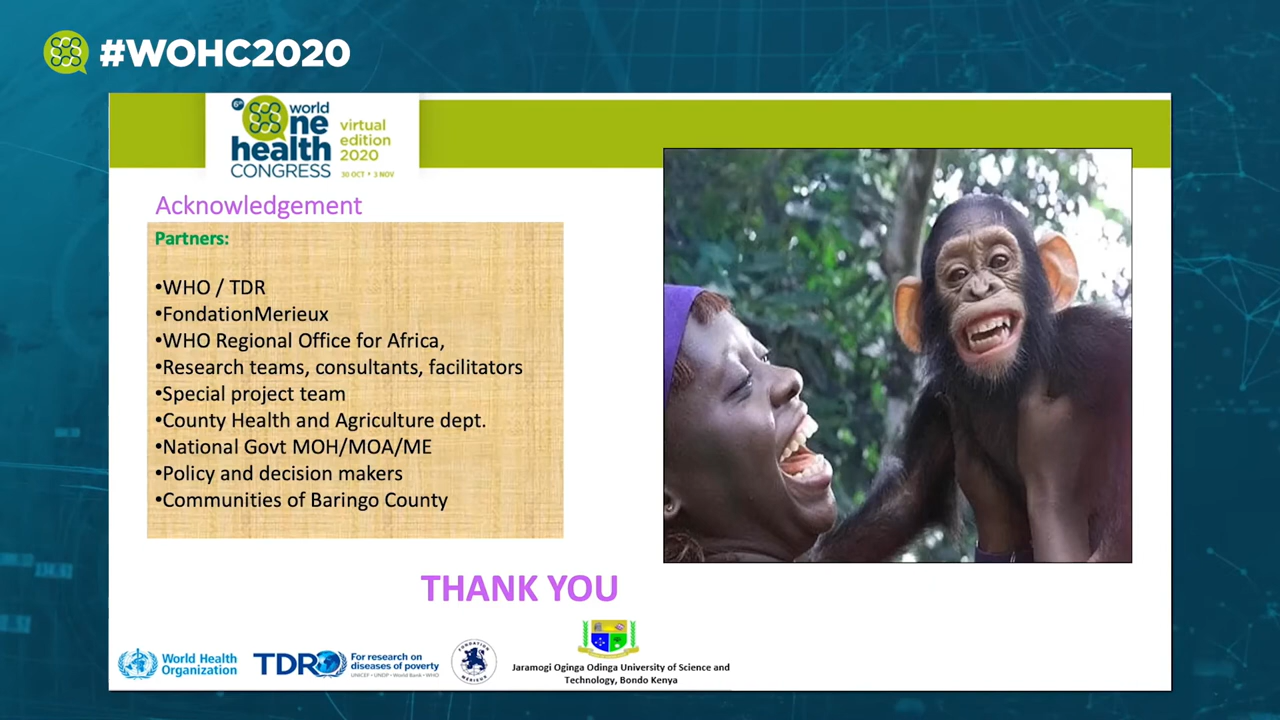 #WOHC2020
6th world
one
health
CONGRESS
virtual
edition
2020
30 OCT • 3 NOV
Acknowledgement
Partners:
•WHO / TDR
•FondationMerieux
•WHO Regional Office for Africa,
•Research teams, consultants, facilitators
•Special project team
•County Health and Agriculture dept.
•National Govt MOH/MOA/ME
•Policy and decision makers
•Communities of Baringo County
THANK YOU
World Health
Organization
TDR
For research on
diseases of poverty
UNICEF • UNDP • World Bank • WHO
FONDATION
MERIEUX
Jaramogi Oginga Odinga University of Science and
Technology, Bondo Kenya